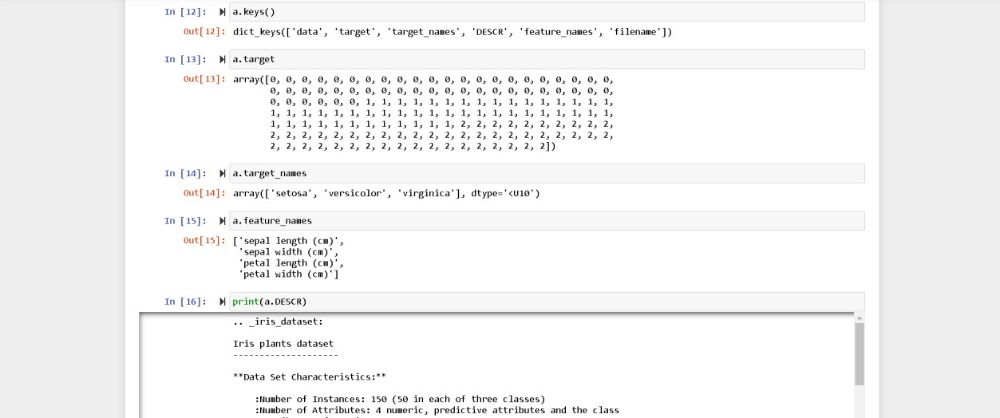 In [12]: a.keys()
Out[12]: dict_keys(['data', 'target', 'target_names', 'DESCR', 'feature_names', 'filename'])
In [13]: a.target
Out[13]: array([0, 0, 0, 0, 0, 0, 0, 0, 0, 0, 0, 0, 0, 0, 0, 0, 0, 0, 0, 0, 0, 0,
0, 0, 0, 0, 0, 0, 0, 0, 0, 0, 0, 0, 0, 0, 0, 0, 0, 0, 0, 0, 0, 0,
0, 0, 0, 0, 0, 0, 1, 1, 1, 1, 1, 1, 1, 1, 1, 1, 1, 1, 1, 1, 1, 1,
1, 1, 1, 1, 1, 1, 1, 1, 1, 1, 1, 1, 1, 1, 1, 1, 1, 1, 1, 1, 1, 1,
1, 1, 1, 1, 1, 1, 1, 1, 1, 1, 1, 1, 2, 2, 2, 2, 2, 2, 2, 2, 2, 2,
2, 2, 2, 2, 2, 2, 2, 2, 2, 2, 2, 2, 2, 2, 2, 2, 2, 2, 2, 2, 2, 2,
2, 2, 2, 2, 2, 2, 2, 2, 2, 2, 2, 2, 2, 2, 2, 2, 2, 2])
In [14]: a.target_names
Out[14]: array(['setosa', 'versicolor', 'virginica'], dtype='<U10')
In [15]: a.feature_names
Out[15]: ['sepal length (cm)',
'sepal width (cm)',
'petal length (cm)',
'petal width (cm)']
In [16]: print(a.DESCR)
.. _iris_dataset:
Iris plants dataset
--------------------
**Data Set Characteristics:**
:Number of Instances: 150 (50 in each of three classes)
:Number of Attributes: 4 numeric, predictive attributes and the class